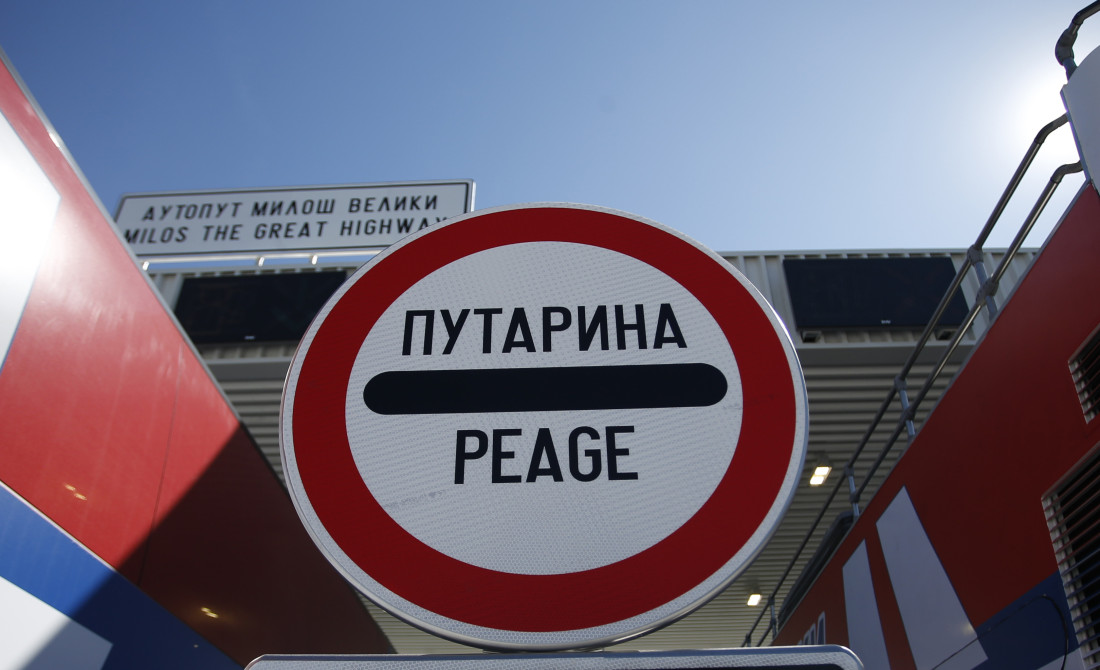 АУТОПУТ МИЛОШ ВЕЛИКИ
MILOS THE GREAT HIGHWAY
ПУТАРИНА
PEAGE